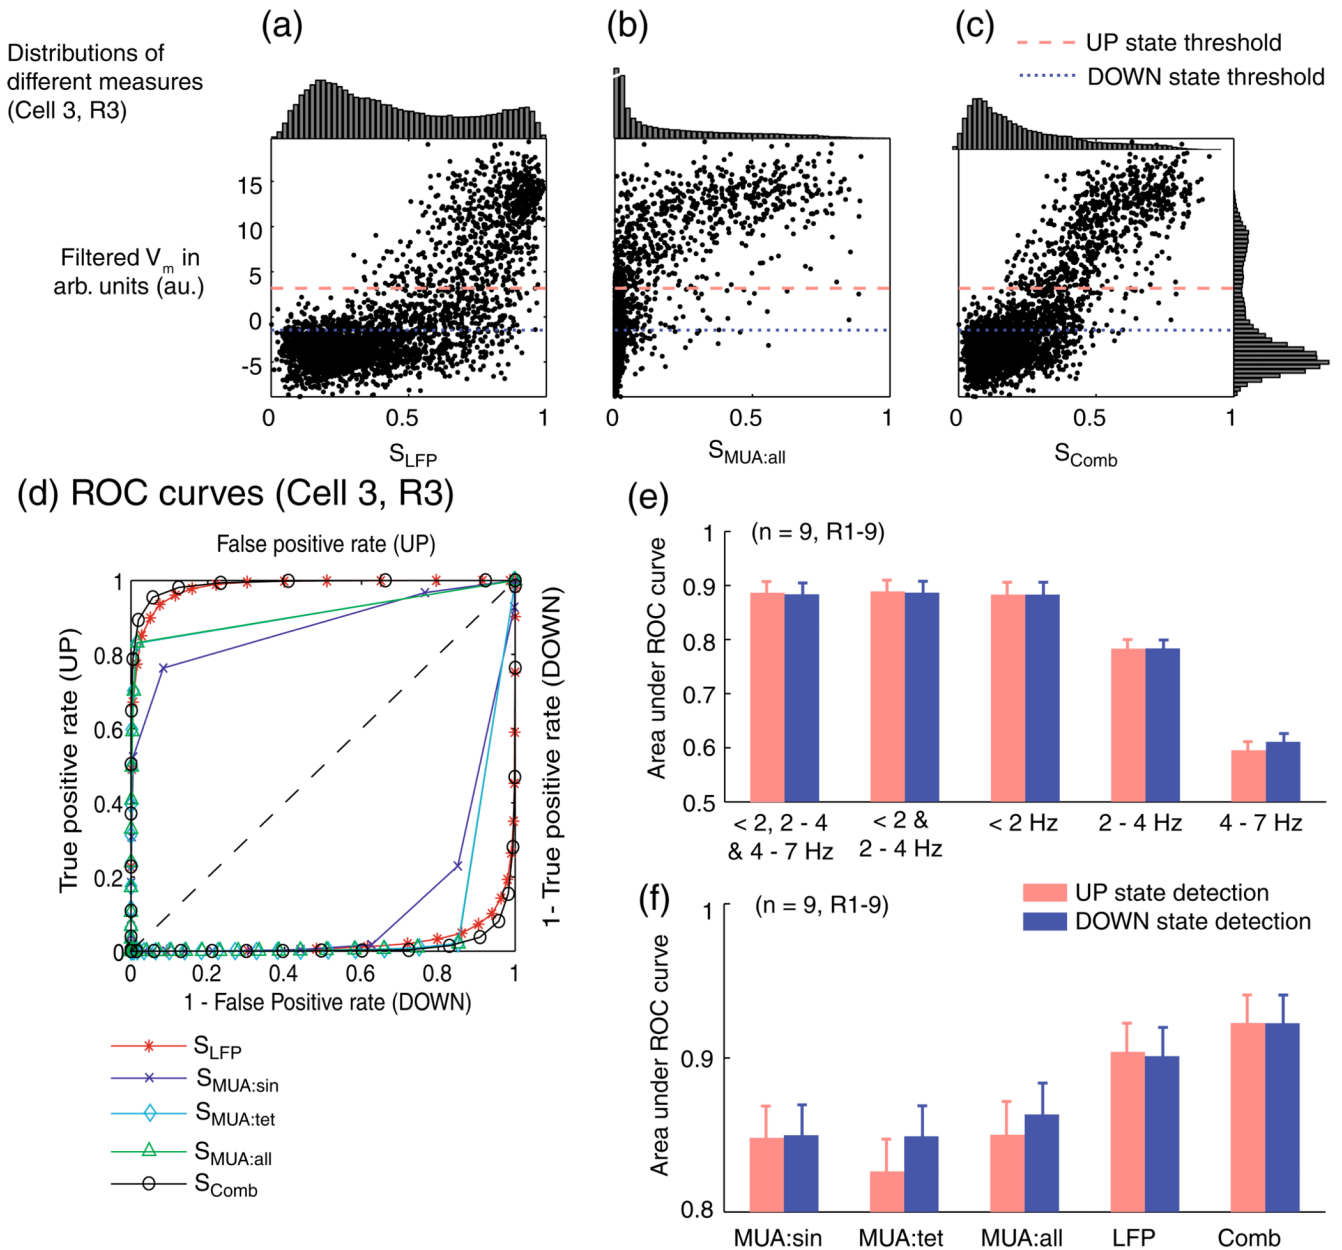 (a)
(b)
(c)
Distributions of
different measures
(Cell 3, R3)
UP state threshold
DOWN state threshold
15
10
5
0
-5
Filtered Vm in
arb. units (au.)
0
0.5
1
0
0.5
1
0
0.5
1
SLFP
SMUA:all
SComb
(d) ROC curves (Cell 3, R3)
False positive rate (UP)
1
0.8
0.6
0.4
0.2
0
True positive rate (UP)
1- True positive rate (DOWN)
0
0.2
0.4
0.6
0.8
1
1 - False Positive rate (DOWN)
SLFP
SMUA:sin
SMUA:tet
SMUA:all
SComb
(e)
(n = 9, R1-9)
1
0.9
0.8
0.7
0.6
0.5
Area under ROC curve
< 2, 2 - 4
& 4 - 7 Hz
< 2 &
2 - 4 Hz
< 2 Hz
2 - 4 Hz
4 - 7 Hz
(f)
(n = 9, R1-9)
UP state detection
DOWN state detection
1
0.9
0.8
Area under ROC curve
MUA:sin
MUA:tet
MUA:all
LFP
Comb